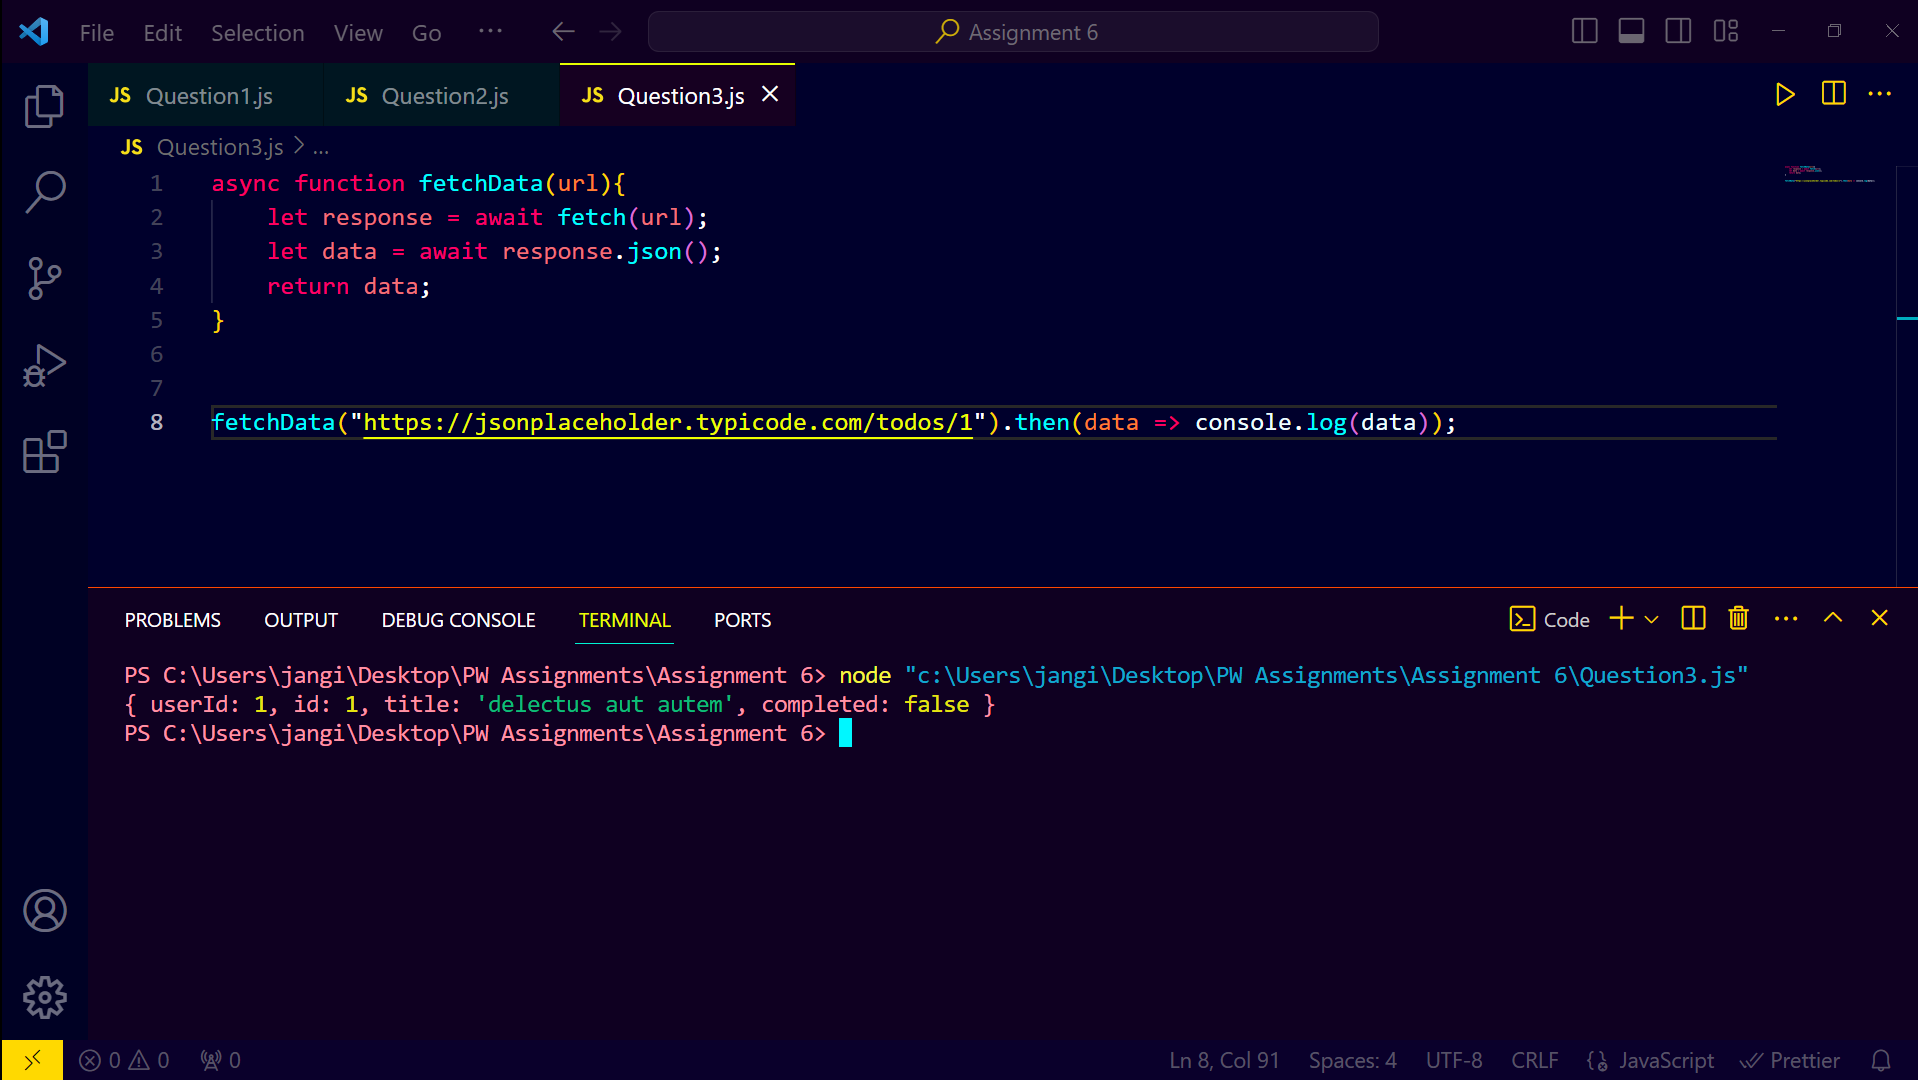 File Edit Selection View Go ··· Assignment 6
JS Question1.js JS Question2.js JS Question3.js
JS Question3.js > ...
1 async function fetchData(url){
2     let response = await fetch(url);
3     let data = await response.json();
4     return data;
5 }
6
7
8 fetchData("https://jsonplaceholder.typicode.com/todos/1").then(data => console.log(data));
PROBLEMS OUTPUT DEBUG CONSOLE TERMINAL PORTS Code
PS C:\Users\jangi\Desktop\PW Assignments\Assignment 6> node "c:\Users\jangi\Desktop\PW Assignments\Assignment 6\Question3.js"
{ userId: 1, id: 1, title: 'delectus aut autem', completed: false }
PS C:\Users\jangi\Desktop\PW Assignments\Assignment 6>
0 0 0 Ln 8, Col 91 Spaces: 4 UTF-8 CRLF JavaScript Prettier